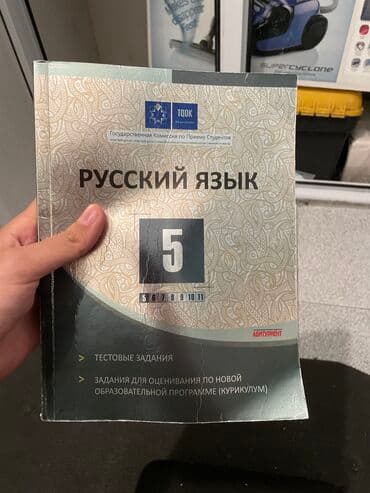 SUPERCYCLONE
TQDK
Государственная Комиссия по Приему Студентов
РУССКИЙ ЯЗЫК
5
5 6 7 8 9 10 11
АБИТУРИЕНТ
> ТЕСТОВЫЕ ЗАДАНИЯ
> ЗАДАНИЯ ДЛЯ ОЦЕНИВАНИЯ ПО НОВОЙ
ОБРАЗОВАТЕЛЬНОЙ ПРОГРАММЕ (КУРИКУЛУМ)